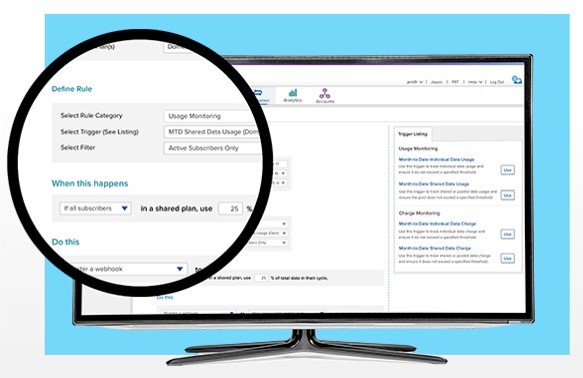 Define Rule
Select Rule Category Usage Monitoring
Select Trigger (See Listing) MTD Shared Data Usage (Dom
Select Filter Active Subscribers Only
When this happens
If all subscribers in a shared plan, use 25 %
Do this
a webhook
Analytics
Accounts
Jasper | PST | Help | Log Out
Trigger Listing
Usage Monitoring
Month-to-Date Individual Data Usage
Use this trigger to track individual data usage and
ensure it do not exceed a specified threshold.
Use
Month-to-Date Shared Data Usage
Use this trigger to track shared or pooled data usage and
ensure the pool does not exceed a specified threshold.
Use
Charge Monitoring
Month-to-Date Individual Data Charge
Use this trigger to track individual data charge and
ensure it do not exceed a specified threshold.
Use
Month-to-Date Shared Data Charge
Use this trigger to track shared or pooled data charge
and ensure it does not exceed a specified threshold.
Use
in a shared plan, use 25 % of total data in their cycle,
Do this